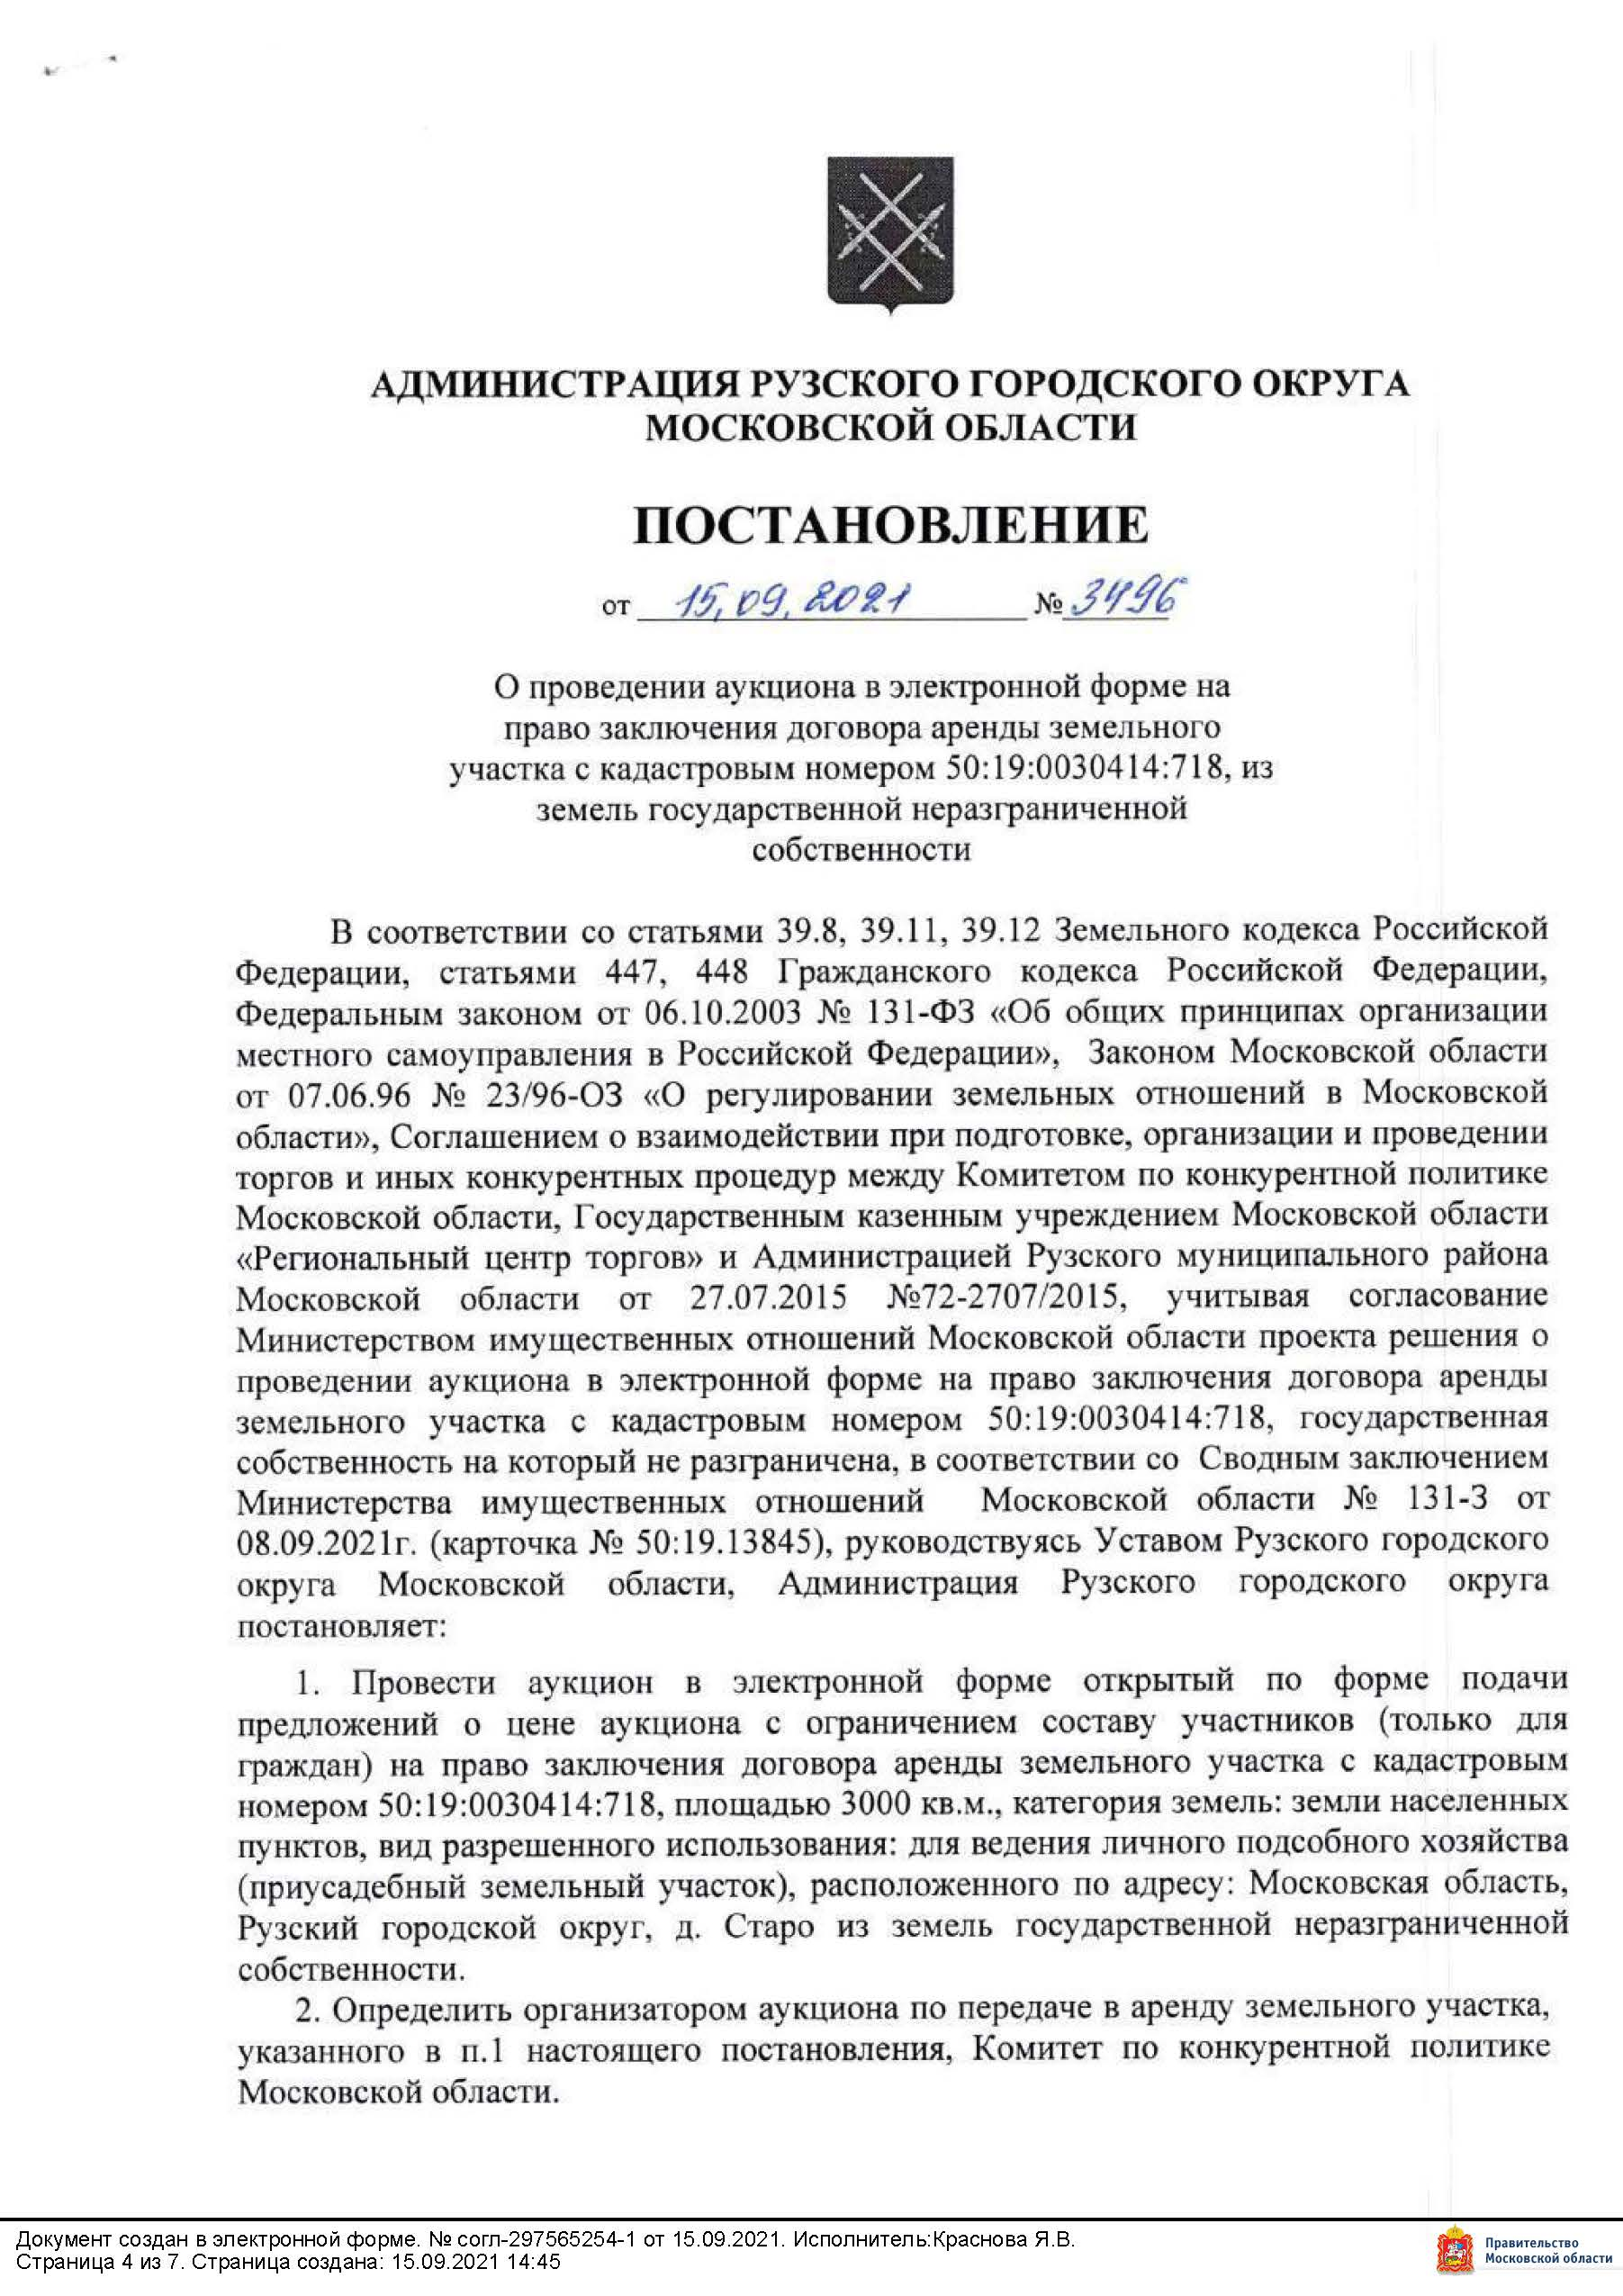 АДМИНИСТРАЦИЯ РУЗСКОГО ГОРОДСКОГО ОКРУГА
МОСКОВСКОЙ ОБЛАСТИ
ПОСТАНОВЛЕНИЕ
от 15.09.2021 № 3496
О проведении аукциона в электронной форме на
право заключения договора аренды земельного
участка с кадастровым номером 50:19:0030414:718, из
земель государственной неразграниченной
собственности
В соответствии со статьями 39.8, 39.11, 39.12 Земельного кодекса Российской
Федерации, статьями 447, 448 Гражданского кодекса Российской Федерации,
Федеральным законом от 06.10.2003 № 131-ФЗ «Об общих принципах организации
местного самоуправления в Российской Федерации», Законом Московской области
от 07.06.96 № 23/96-ОЗ «О регулировании земельных отношений в Московской
области», Соглашением о взаимодействии при подготовке, организации и проведении
торгов и иных конкурентных процедур между Комитетом по конкурентной политике
Московской области, Государственным казенным учреждением Московской области
«Региональный центр торгов» и Администрацией Рузского муниципального района
Московской области от 27.07.2015 №72-2707/2015, учитывая согласование
Министерством имущественных отношений Московской области проекта решения о
проведении аукциона в электронной форме на право заключения договора аренды
земельного участка с кадастровым номером 50:19:0030414:718, государственная
собственность на который не разграничена, в соответствии со Сводным заключением
Министерства имущественных отношений Московской области № 131-З от
08.09.2021г. (карточка № 50:19.13845), руководствуясь Уставом Рузского городского
округа Московской области, Администрация Рузского городского округа
постановляет:
1. Провести аукцион в электронной форме открытый по форме подачи
предложений о цене аукциона с ограничением составу участников (только для
граждан) на право заключения договора аренды земельного участка с кадастровым
номером 50:19:0030414:718, площадью 3000 кв.м., категория земель: земли населенных
пунктов, вид разрешенного использования: для ведения личного подсобного хозяйства
(приусадебный земельный участок), расположенного по адресу: Московская область,
Рузский городской округ, д. Старо из земель государственной неразграниченной
собственности.
2. Определить организатором аукциона по передаче в аренду земельного участка,
указанного в п.1 настоящего постановления, Комитет по конкурентной политике
Московской области.
Документ создан в электронной форме. № согл-297565254-1 от 15.09.2021. Исполнитель:Краснова Я.В.
Страница 4 из 7. Страница создана: 15.09.2021 14:45
Правительство
Московской области